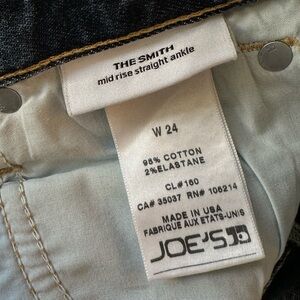 THE SMITH
mid rise straight ankle
W 24
98% COTTON
2% ELASTANE
CL# 160
CA# 35037 RN# 106214
MADE IN USA
FABRIQUE AUX ETATS-UNIS
JOE'S